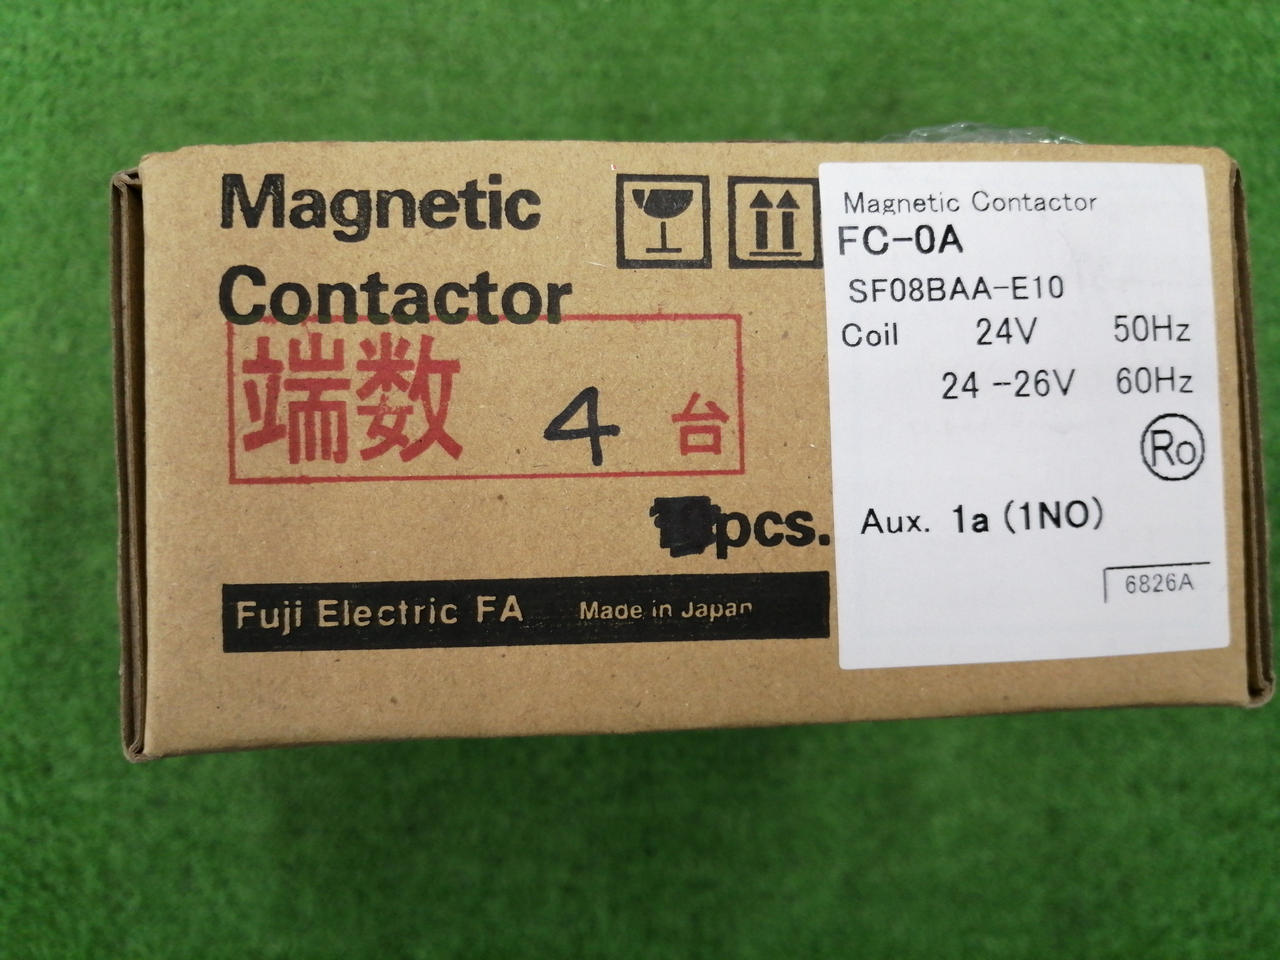 Magnetic
Contactor
端数 4 台
pcs.
Fuji Electric FA Made in Japan
Magnetic Contactor
FC-0A
SF08BAA-E10
Coil 24V 50Hz
24-26V 60Hz
Ro
Aux. 1a (1NO)
6826A